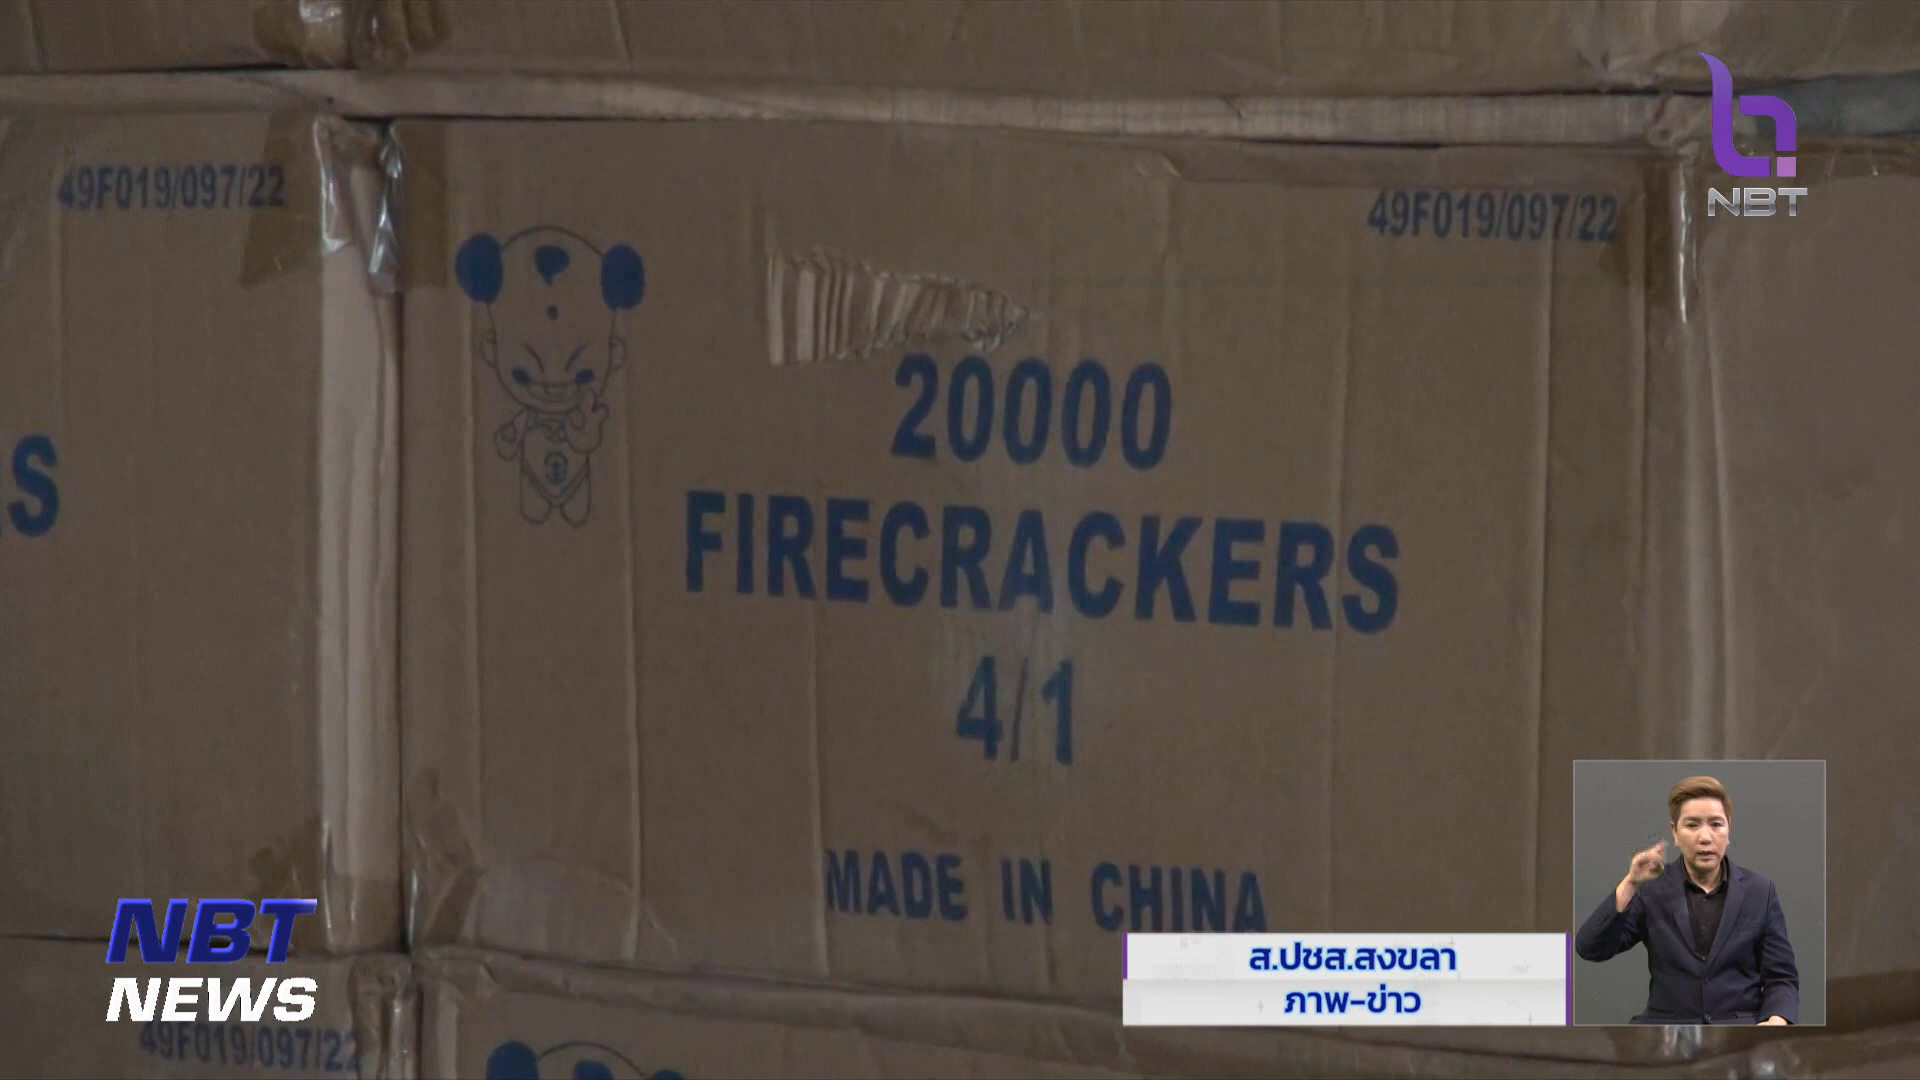 NBT
49F019/097/22
49F019/097/22
20000
FIRECRACKERS
4/1
MADE IN CHINA
S
ส.ปชส.สงขลา
ภาพ-ข่าว
NBT
NEWS
49F019/097/22